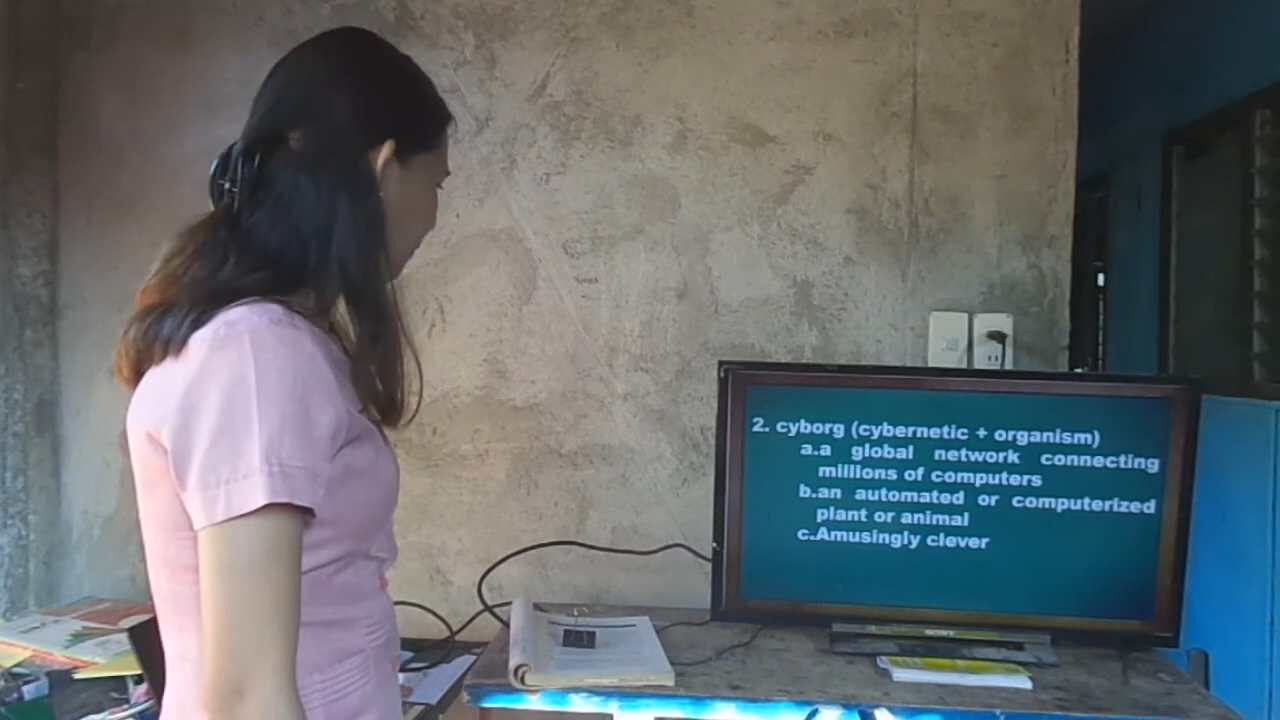 2. cyborg (cybernetic + organism)
a.a global network connecting
millions of computers
b.an automated or computerized
plant or animal
c.Amusingly clever
SONY